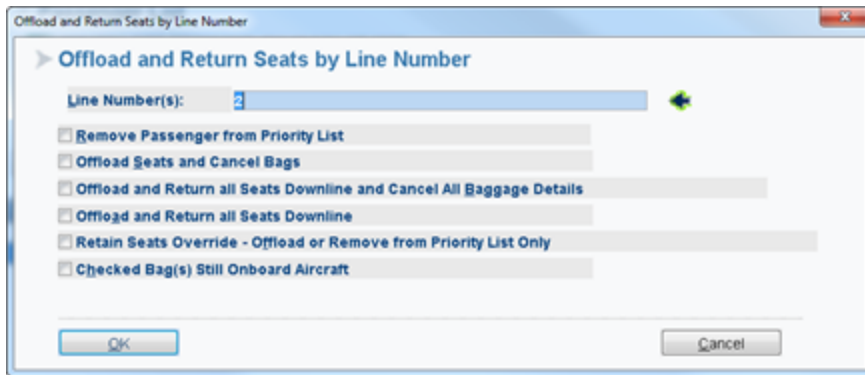 Offload and Return Seats by Line Number
Offload and Return Seats by Line Number
Line Number(s): 2
Remove Passenger from Priority List
Offload Seats and Cancel Bags
Offload and Return all Seats Downline and Cancel All Baggage Details
Offload and Return all Seats Downline
Retain Seats Override - Offload or Remove from Priority List Only
Checked Bag(s) Still Onboard Aircraft
OK Cancel